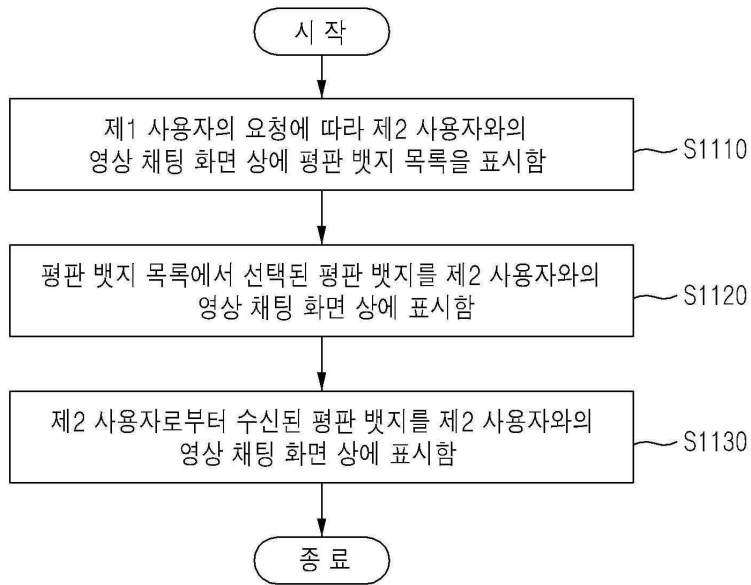 시 작
제1 사용자의 요청에 따라 제2 사용자와의
영상 채팅 화면 상에 평판 뱃지 목록을 표시함
S1110
평판 뱃지 목록에서 선택된 평판 뱃지를 제2 사용자와의
영상 채팅 화면 상에 표시함
S1120
제2 사용자로부터 수신된 평판 뱃지를 제2 사용자와의
영상 채팅 화면 상에 표시함
S1130
종 료